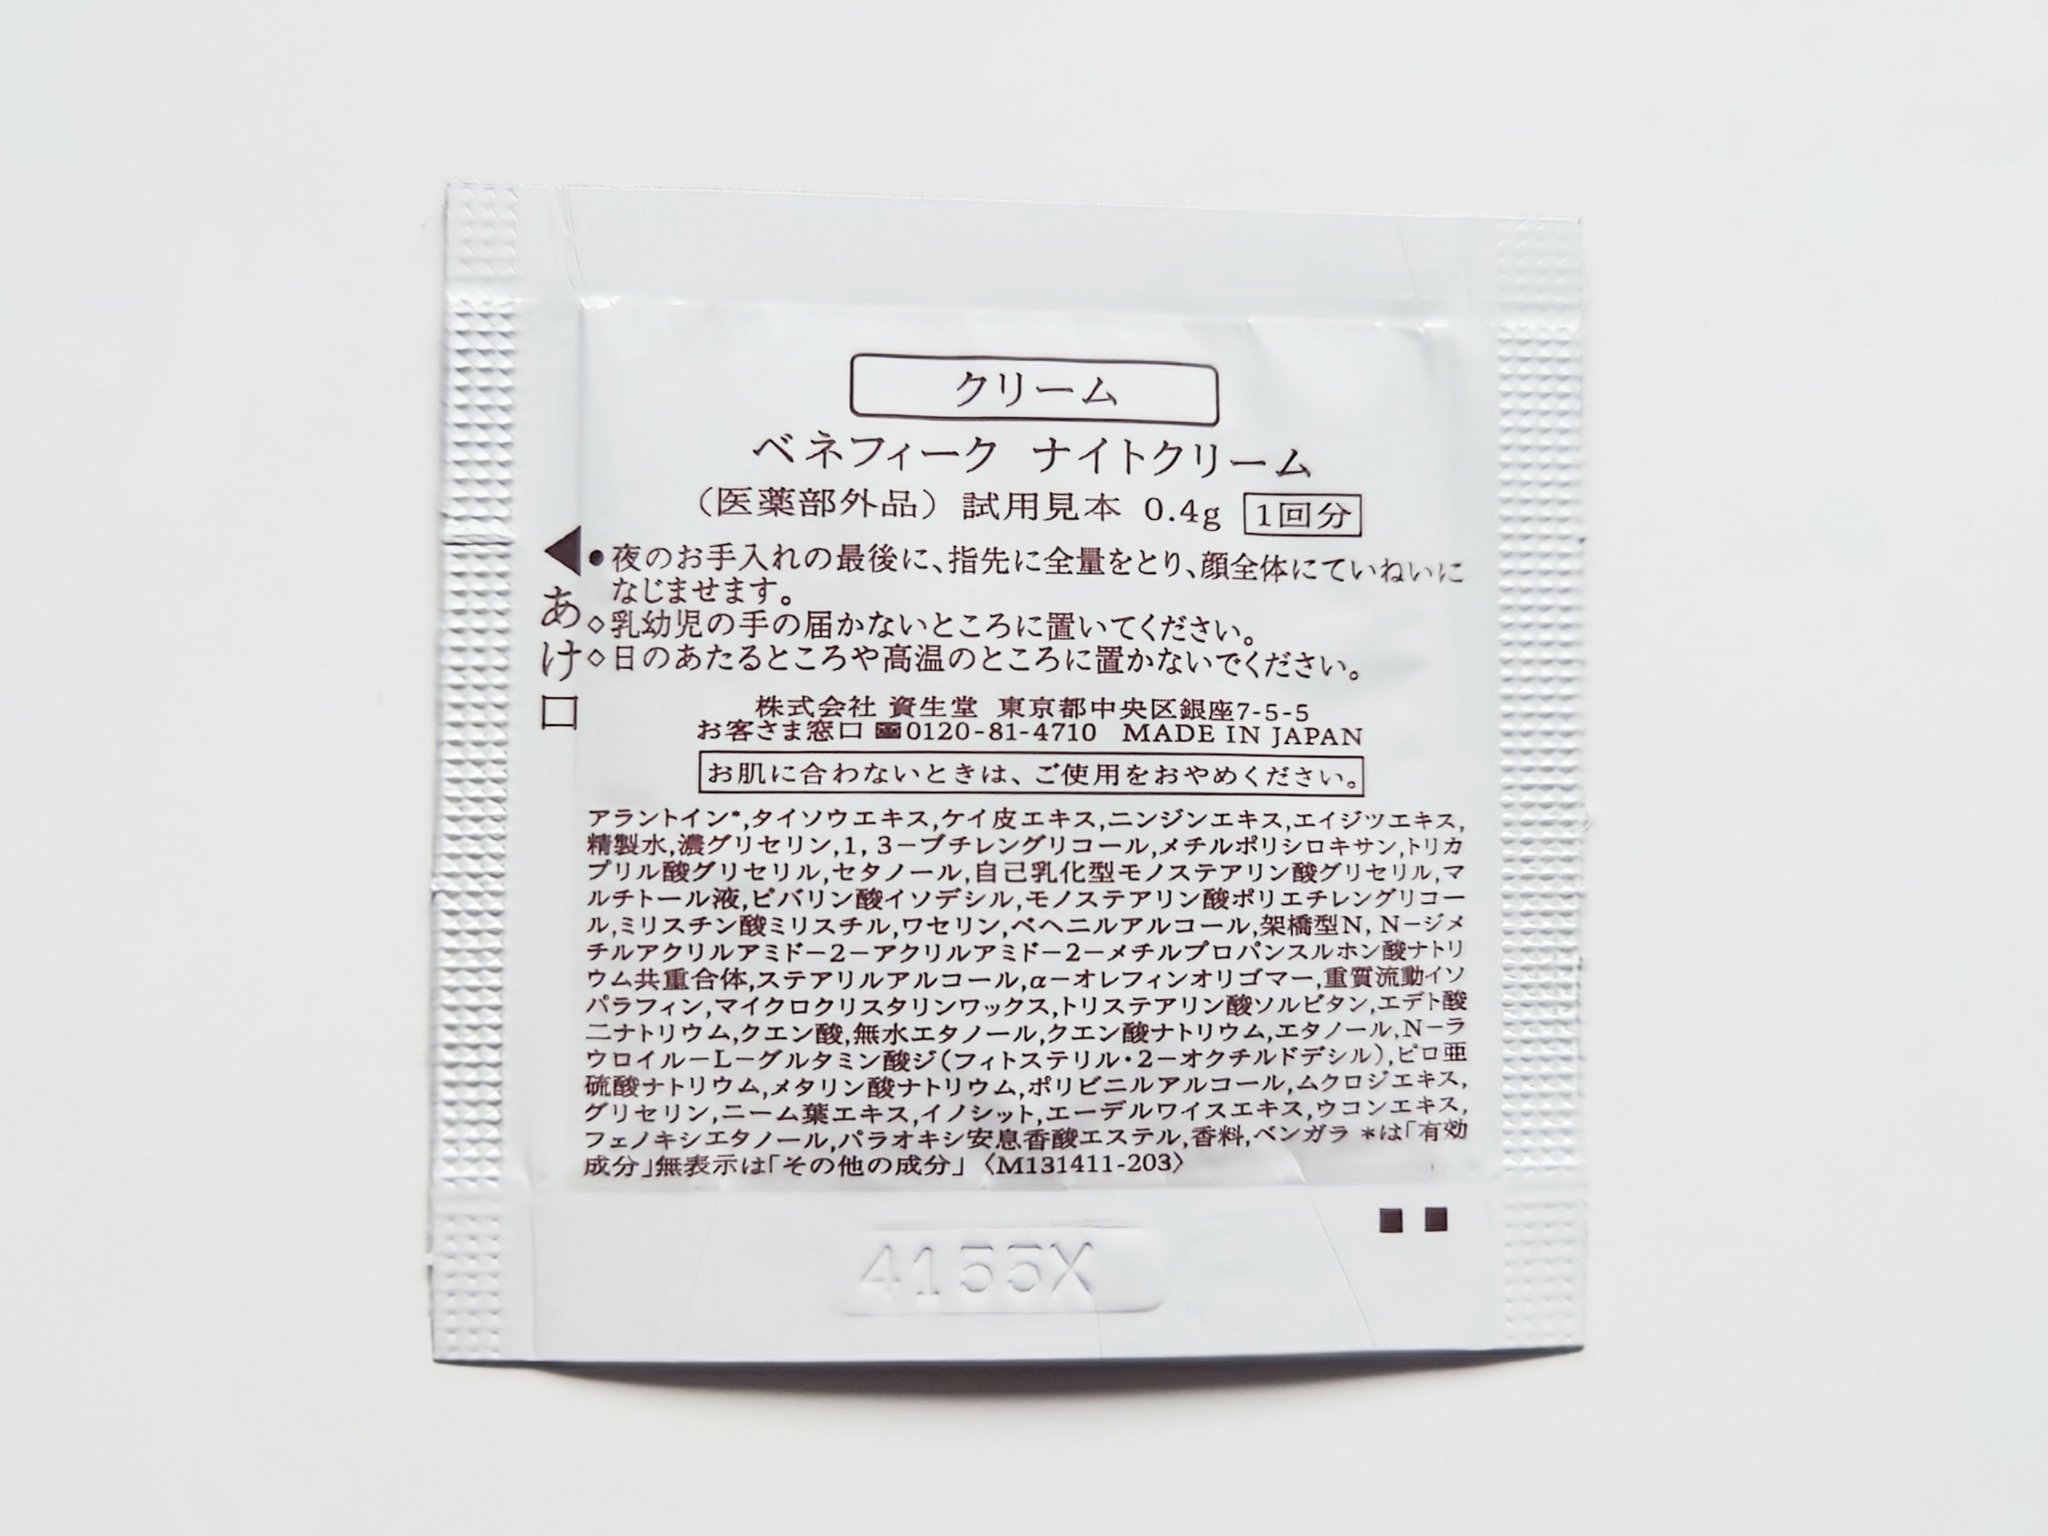 クリーム
ベネフィーク ナイトクリーム
(医薬部外品) 試用見本 0.4g 1回分
●夜のお手入れの最後に、指先に全量をとり、顔全体にていねいに
なじませます。
◇乳幼児の手の届かないところに置いてください。
◇日のあたるところや高温のところに置かないでください。
◀あけ口
株式会社 資生堂 東京都中央区銀座7-5-5
お客さま窓口 0120-81-4710 MADE IN JAPAN
お肌に合わないときは、ご使用をおやめください。
アラントイン*,タイソウエキス,ケイ皮エキス,ニンジンエキス,エイジツエキス,
精製水,濃グリセリン,1,3-ブチレングリコール,メチルポリシロキサン,トリカ
プリル酸グリセリル,セタノール,自己乳化型モノステアリン酸グリセリル,マ
ルチトール液,ピバリン酸イソデシル,モノステアリン酸ポリエチレングリコー
ル,ミリスチン酸ミリスチル,ワセリン,ベヘニルアルコール,架橋型N,N-ジメ
チルアクリルアミド-2-アクリルアミド-2-メチルプロパンスルホン酸ナトリ
ウム共重合体,ステアリルアルコール,α-オレフィンオリゴマー,重質流動イソ
パラフィン,マイクロクリスタリンワックス,トリステアリン酸ソルビタン,エデト酸
二ナトリウム,クエン酸,無水エタノール,クエン酸ナトリウム,エタノール,N-ラ
ウロイル-L-グルタミン酸ジ(フィトステリル・2-オクチルドデシル),ピロ亜
硫酸ナトリウム,メタリン酸ナトリウム,ポリビニルアルコール,ムクロジエキス,
グリセリン,ニーム葉エキス,イノシット,エーデルワイスエキス,ウコンエキス,
フェノキシエタノール,パラオキシ安息香酸エステル,香料,ベンガラ *は「有効
成分」無表示は「その他の成分」〈M131411-203〉
4155X